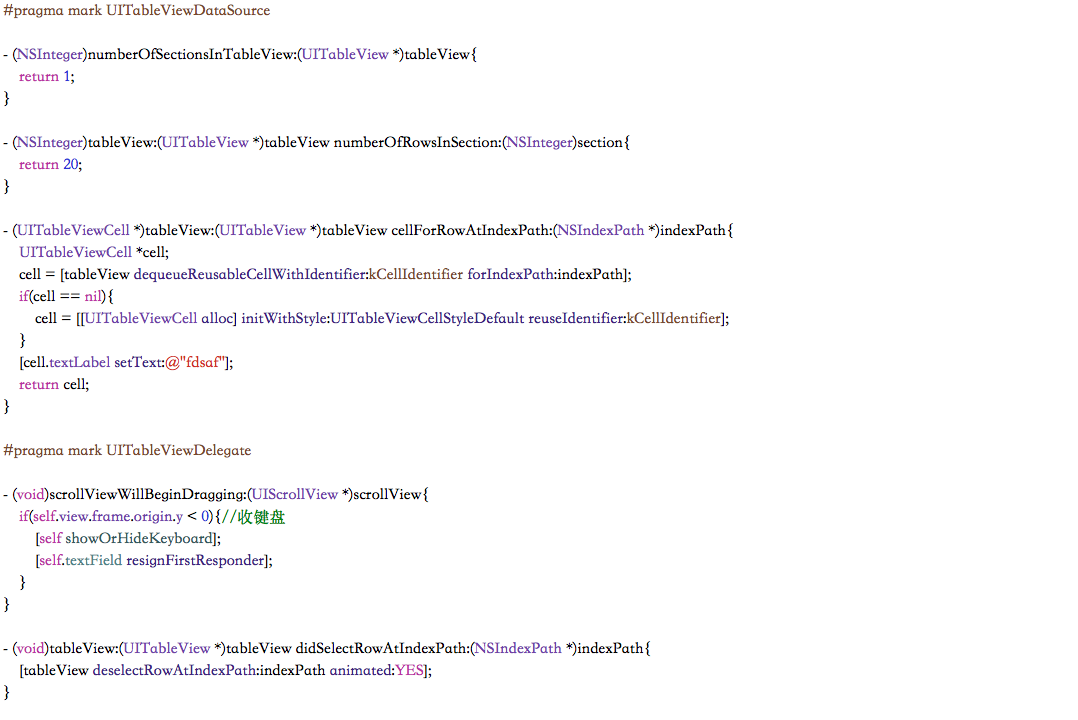 #pragma mark UITableViewDataSource
- (NSInteger)numberOfSectionsInTableView:(UITableView *)tableView{
return 1;
}
- (NSInteger)tableView:(UITableView *)tableView numberOfRowsInSection:(NSInteger)section{
return 20;
}
- (UITableViewCell *)tableView:(UITableView *)tableView cellForRowAtIndexPath:(NSIndexPath *)indexPath{
UITableViewCell *cell;
cell = [tableView dequeueReusableCellWithIdentifier:kCellIdentifier forIndexPath:indexPath];
if(cell == nil){
cell = [[UITableViewCell alloc] initWithStyle:UITableViewCellStyleDefault reuseIdentifier:kCellIdentifier];
}
[cell.textLabel setText:@"fdsaf"];
return cell;
}
#pragma mark UITableViewDelegate
- (void)scrollViewWillBeginDragging:(UIScrollView *)scrollView{
if(self.view.frame.origin.y < 0){//收键盘
[self showOrHideKeyboard];
[self.textField resignFirstResponder];
}
}
- (void)tableView:(UITableView *)tableView didSelectRowAtIndexPath:(NSIndexPath *)indexPath{
[tableView deselectRowAtIndexPath:indexPath animated:YES];
}